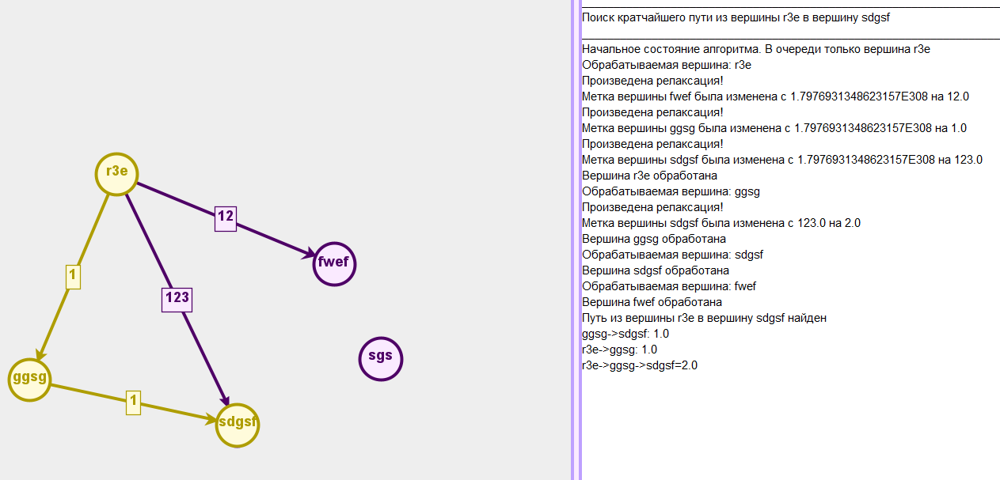 r3e
12
fwef
1
123
sgs
ggsg
1
sdgsf
Поиск кратчайшего пути из вершины r3e в вершину sdgsf
Начальное состояние алгоритма. В очереди только вершина r3e
Обрабатываемая вершина: r3e
Произведена релаксация!
Метка вершины fwef была изменена с 1.7976931348623157E308 на 12.0
Произведена релаксация!
Метка вершины ggsg была изменена с 1.7976931348623157E308 на 1.0
Произведена релаксация!
Метка вершины sdgsf была изменена с 1.7976931348623157E308 на 123.0
Вершина r3e обработана
Обрабатываемая вершина: ggsg
Произведена релаксация!
Метка вершины sdgsf была изменена с 123.0 на 2.0
Вершина ggsg обработана
Обрабатываемая вершина: sdgsf
Вершина sdgsf обработана
Обрабатываемая вершина: fwef
Вершина fwef обработана
Путь из вершины r3e в вершину sdgsf найден
ggsg->sdgsf: 1.0
r3e->ggsg: 1.0
r3e->ggsg->sdgsf=2.0